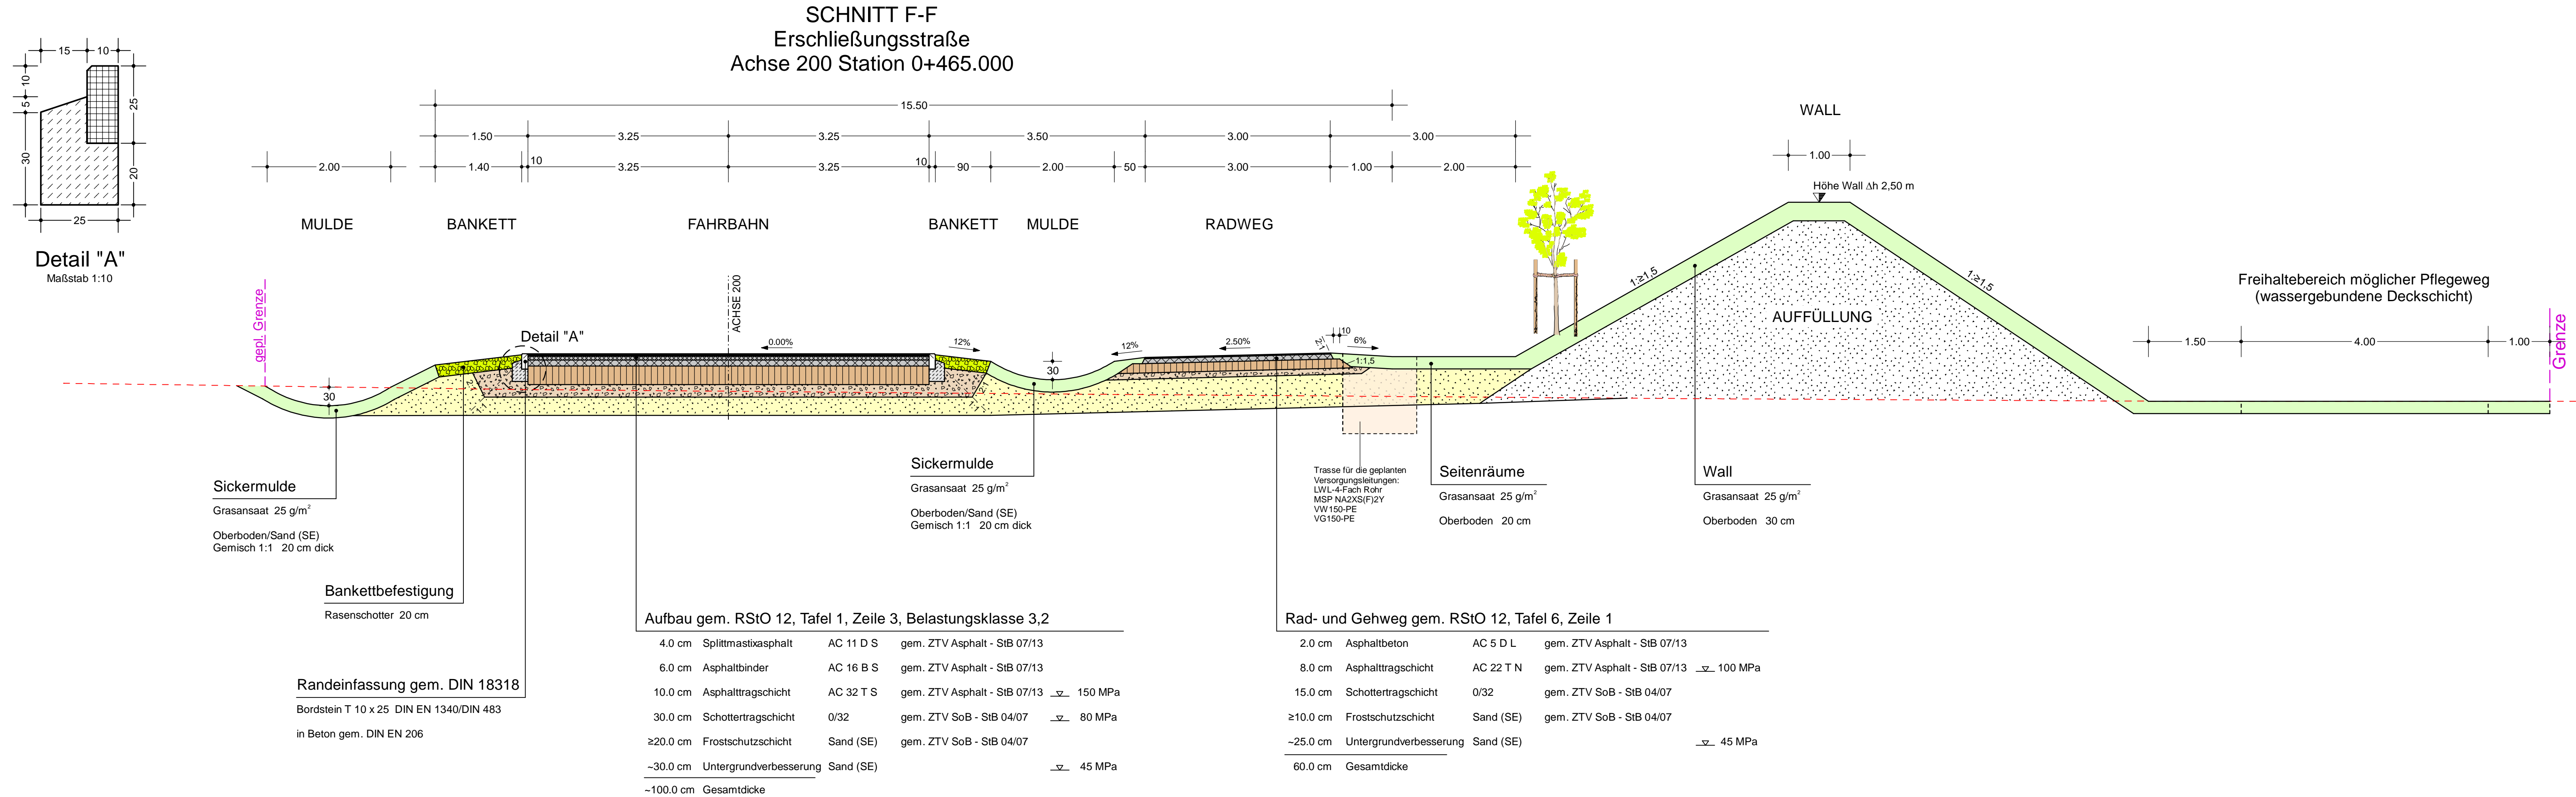 SCHNITT F-F
Erschließungsstraße
Achse 200 Station 0+465.000
15 10
10
5
30
25
20
25
Detail "A"
Maßstab 1:10
15.50
1.50 3.25 3.25 3.50 3.00 3.00
2.00 1.40 10 3.25 3.25 10 90 2.00 50 3.00 1.00 2.00
MULDE BANKETT FAHRBAHN BANKETT MULDE RADWEG
WALL
1.00
Höhe Wall Δh 2,50 m
1:≥1,5
1:≥1,5
AUFFÜLLUNG
Freihaltebereich möglicher Pflegeweg
(wassergebundene Deckschicht)
1.50 4.00 1.00
Grenze
gepl. Grenze
ACHSE 200
Detail "A"
0.00%
12%
12%
2.50%
10
6%
1:1,5
30
30
Sickermulde
Grasansaat 25 g/m²
Oberboden/Sand (SE)
Gemisch 1:1 20 cm dick
Bankettbefestigung
Rasenschotter 20 cm
Randeinfassung gem. DIN 18318
Bordstein T 10 x 25 DIN EN 1340/DIN 483
in Beton gem. DIN EN 206
Sickermulde
Grasansaat 25 g/m²
Oberboden/Sand (SE)
Gemisch 1:1 20 cm dick
Trasse für die geplanten
Versorgungsleitungen:
LWL-4-Fach Rohr
MSP NA2XS(F)2Y
VW150-PE
VG150-PE
Seitenräume
Grasansaat 25 g/m²
Oberboden 20 cm
Wall
Grasansaat 25 g/m²
Oberboden 30 cm
Aufbau gem. RStO 12, Tafel 1, Zeile 3, Belastungsklasse 3,2
4.0 cm Splittmastixasphalt AC 11 D S gem. ZTV Asphalt - StB 07/13
6.0 cm Asphaltbinder AC 16 B S gem. ZTV Asphalt - StB 07/13
10.0 cm Asphalttragschicht AC 32 T S gem. ZTV Asphalt - StB 07/13 150 MPa
30.0 cm Schottertragschicht 0/32 gem. ZTV SoB - StB 04/07 80 MPa
≥20.0 cm Frostschutzschicht Sand (SE) gem. ZTV SoB - StB 04/07
~30.0 cm Untergrundverbesserung Sand (SE) 45 MPa
~100.0 cm Gesamtdicke
Rad- und Gehweg gem. RStO 12, Tafel 6, Zeile 1
2.0 cm Asphaltbeton AC 5 D L gem. ZTV Asphalt - StB 07/13
8.0 cm Asphalttragschicht AC 22 T N gem. ZTV Asphalt - StB 07/13 100 MPa
15.0 cm Schottertragschicht 0/32 gem. ZTV SoB - StB 04/07
≥10.0 cm Frostschutzschicht Sand (SE) gem. ZTV SoB - StB 04/07
~25.0 cm Untergrundverbesserung Sand (SE) 45 MPa
60.0 cm Gesamtdicke